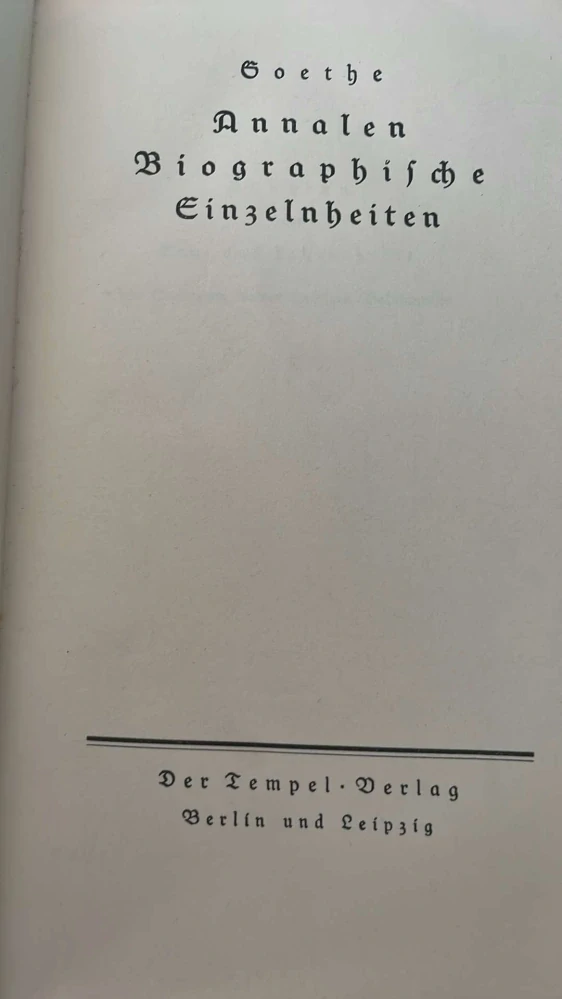 Goethe
Annalen
Biographiſche
Einzelnheiten
Der Tempel·Verlag
Berlin und Leipzig